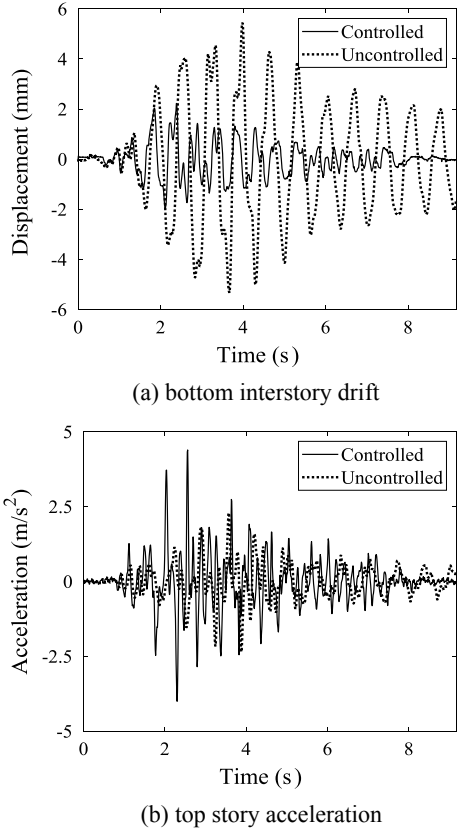 6
4
2
0
-2
-4
-6
Displacement (mm)
Controlled
Uncontrolled
0 2 4 6 8
Time (s)
(a) bottom interstory drift
5
2.5
0
-2.5
-5
Acceleration (m/s²)
Controlled
Uncontrolled
0 2 4 6 8
Time (s)
(b) top story acceleration